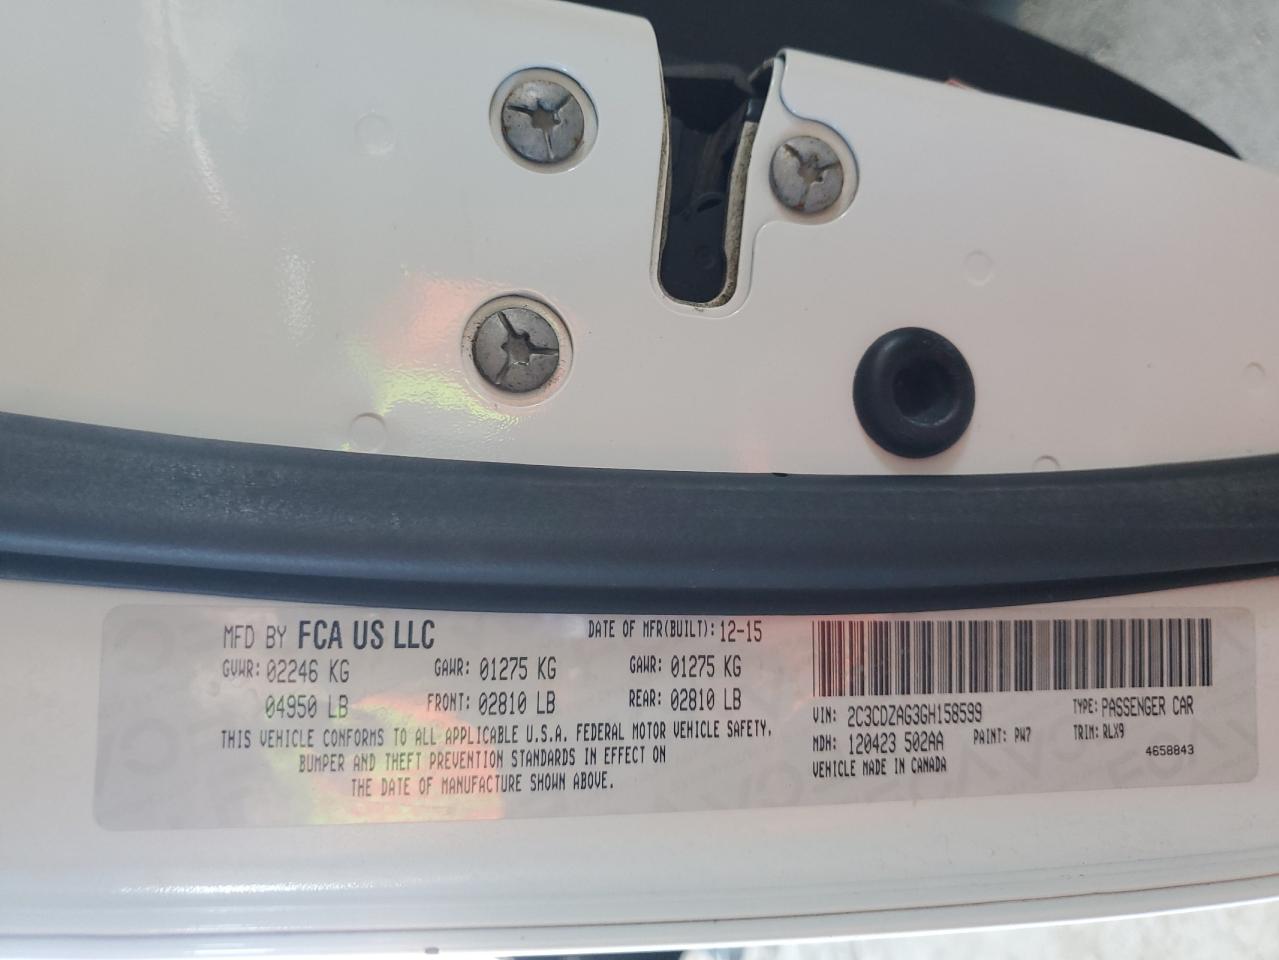 MFD BY FCA US LLC DATE OF MFR(BUILT): 12-15
GVWR: 02246 KG GAWR: 01275 KG GAWR: 01275 KG
04950 LB FRONT: 02810 LB REAR: 02810 LB
THIS VEHICLE CONFORMS TO ALL APPLICABLE U.S.A. FEDERAL MOTOR VEHICLE SAFETY,
BUMPER AND THEFT PREVENTION STANDARDS IN EFFECT ON
THE DATE OF MANUFACTURE SHOWN ABOVE.
VIN: 2C3CDZAG3GH158599 TYPE: PASSENGER CAR
MDH: 120423 502AA PAINT: PW7 TRIM: RLX9
VEHICLE MADE IN CANADA 4658843